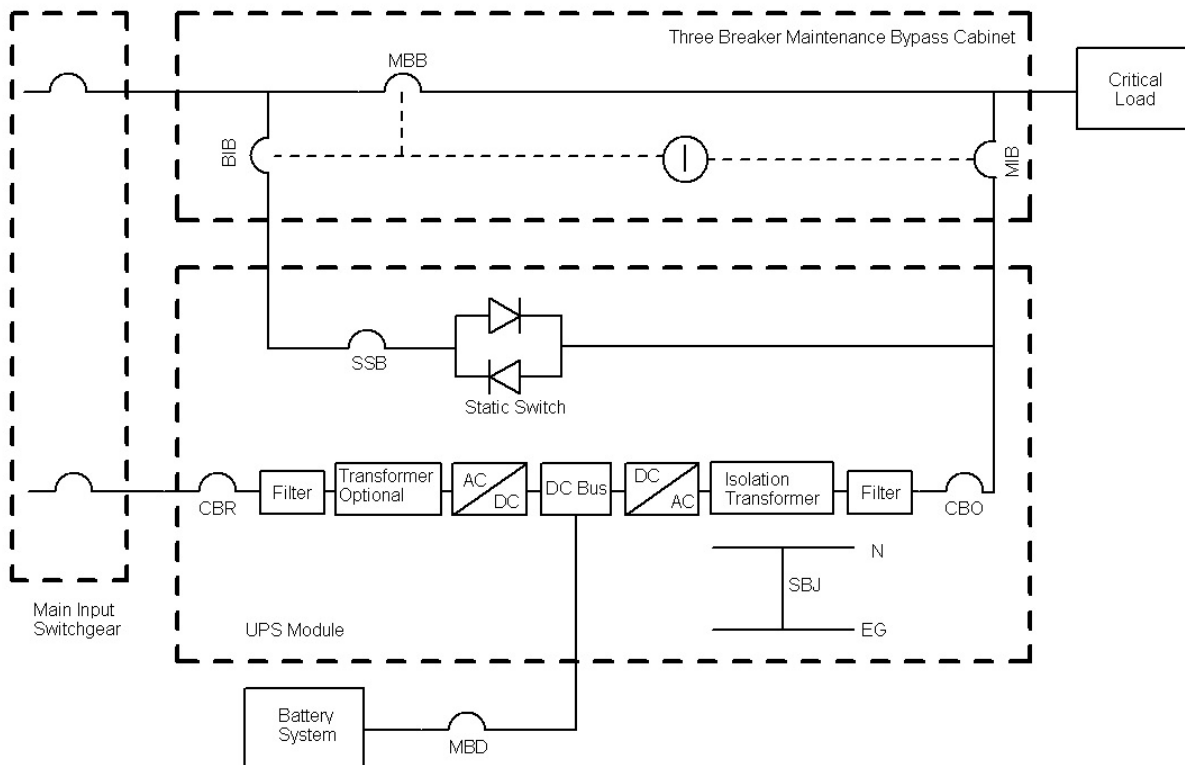 Three Breaker Maintenance Bypass Cabinet
MBB
Critical
Load
BIB
MIB
SSB
Static Switch
CBR
Filter
Transformer
Optional
AC
DC
DC Bus
DC
AC
Isolation
Transformer
Filter
CBO
N
SBJ
EG
Main Input
Switchgear
UPS Module
Battery
System
MBD